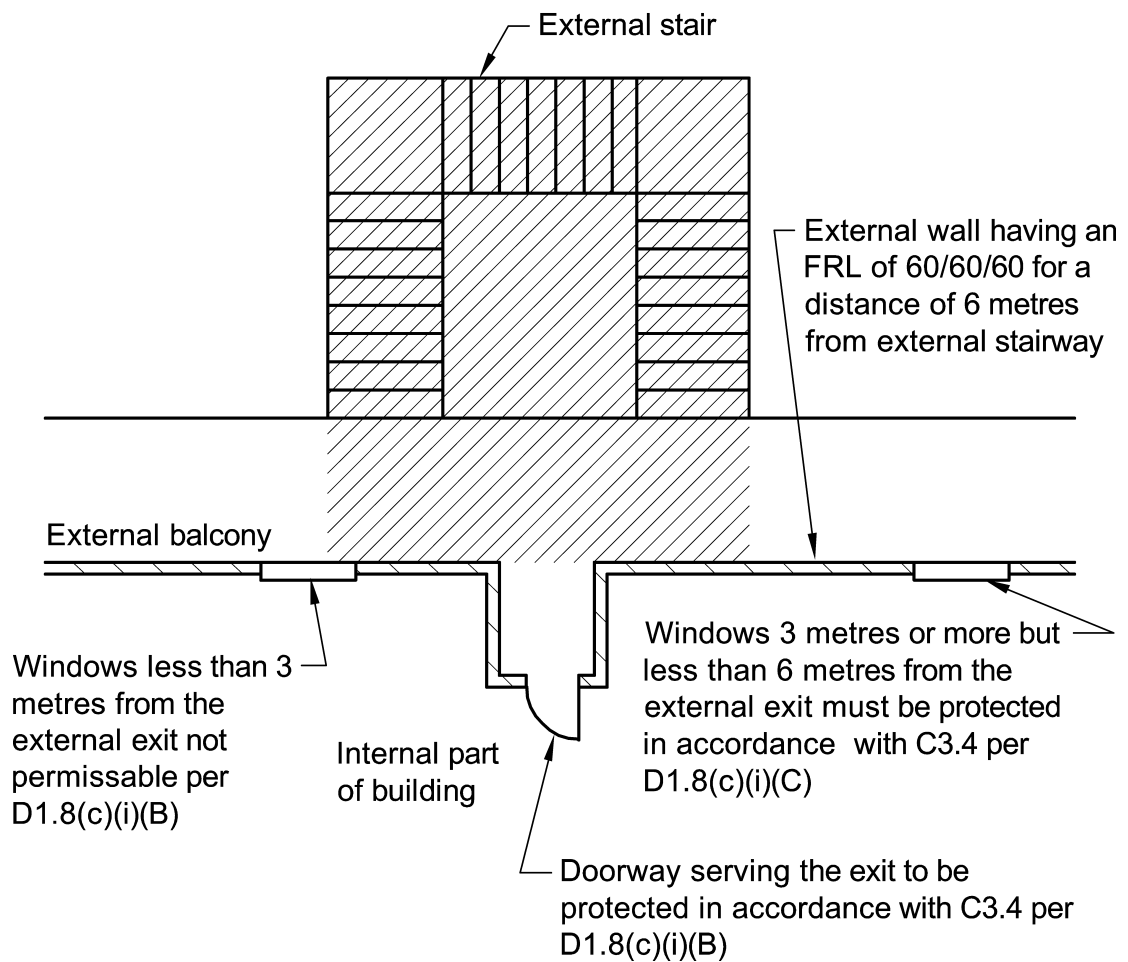 External stair
External wall having an
FRL of 60/60/60 for a
distance of 6 metres
from external stairway
External balcony
Windows less than 3
metres from the
external exit not
permissable per
D1.8(c)(i)(B)
Internal part
of building
Windows 3 metres or more but
less than 6 metres from the
external exit must be protected
in accordance  with C3.4 per
D1.8(c)(i)(C)
Doorway serving the exit to be
protected in accordance with C3.4 per
D1.8(c)(i)(B)